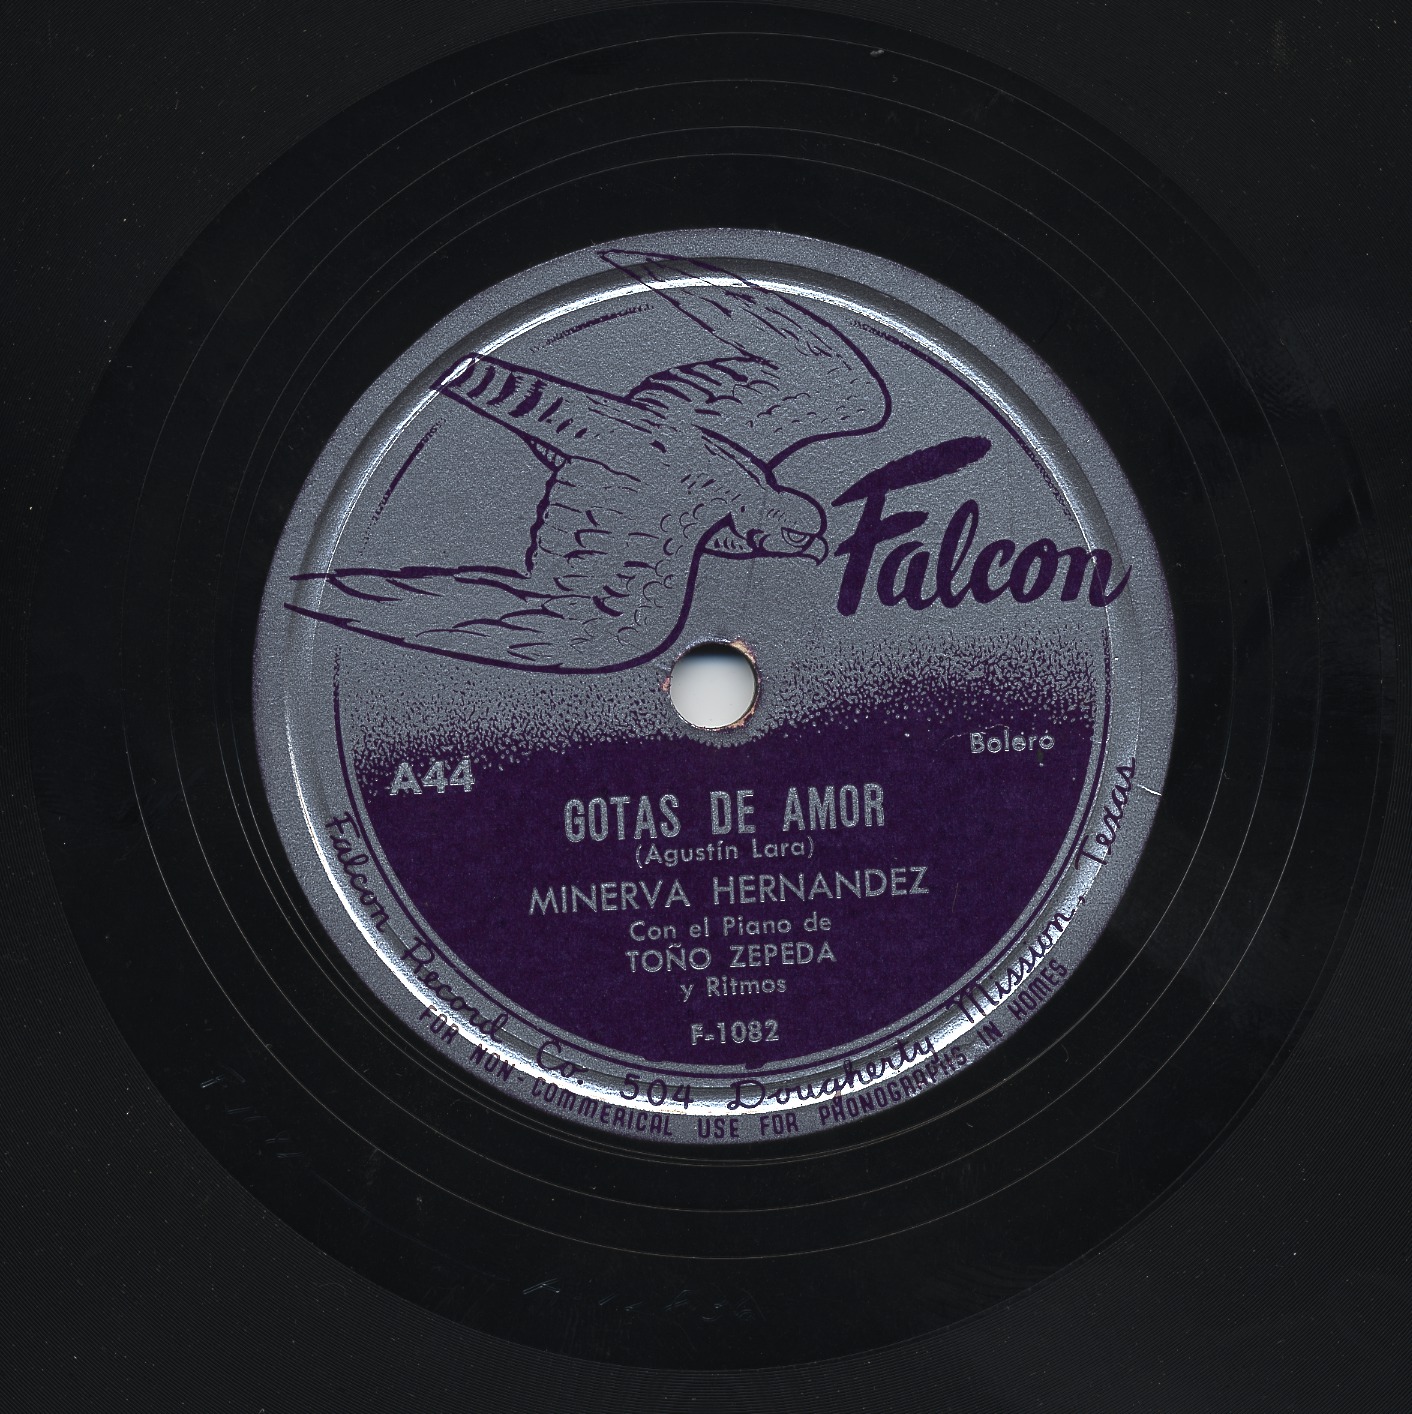 Falcon
Bolero
A44
GOTAS DE AMOR
(Agustín Lara)
MINERVA HERNANDEZ
Con el Piano de
TOÑO ZEPEDA
y Ritmos
F-1082
Falcon Record Co. 504 Dougherty Mission, Texas
FOR NON-COMMERICAL USE FOR PHONOGRAPHS IN HOMES